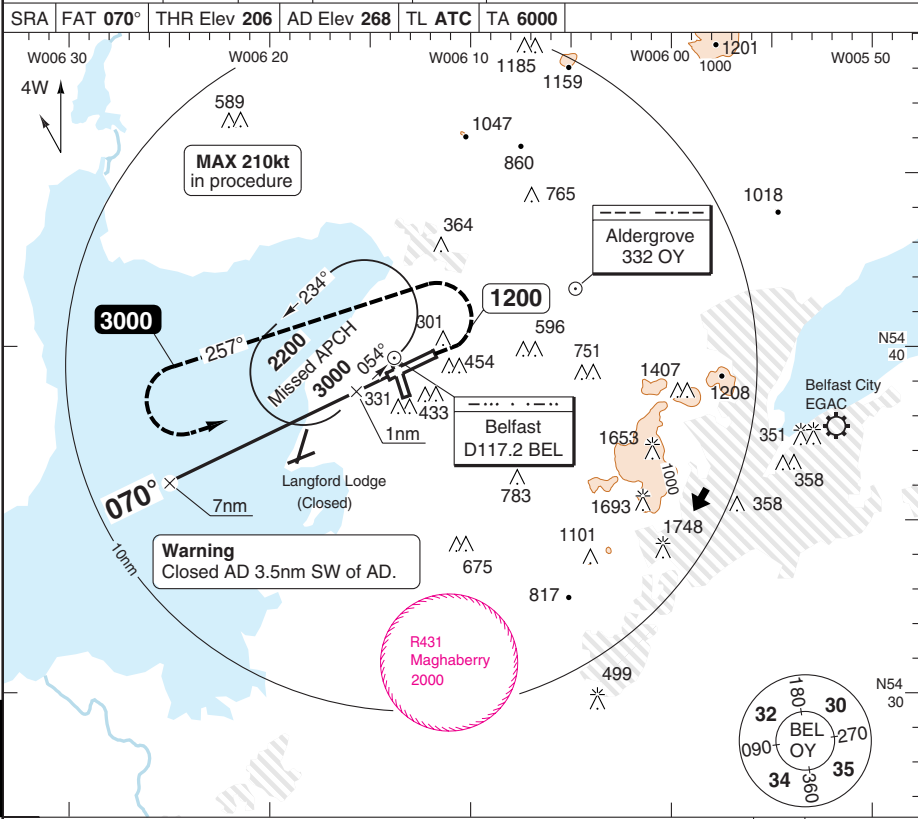 SRA FAT 070° THR Elev 206 AD Elev 268 TL ATC TA 6000
W006 30
W006 20
W006 10
W006 00
W005 50
4W
589
1185
1159
1201
1000
1047
860
765
1018
MAX 210kt
in procedure
364
Aldergrove
332 OY
234°
3000
1200
257°
2200
Missed APCH
3000
054°
301
454
596
751
331
433
1nm
1407
1208
N54
40
Belfast City
EGAC
351
358
358
Belfast
D117.2 BEL
1653
1000
1693
1748
783
Langford Lodge
(Closed)
070°
7nm
10nm
Warning
Closed AD 3.5nm SW of AD.
675
1101
817
R431
Maghaberry
2000
499
N54
30
180
32
30
BEL
OY
090
270
34
35
360